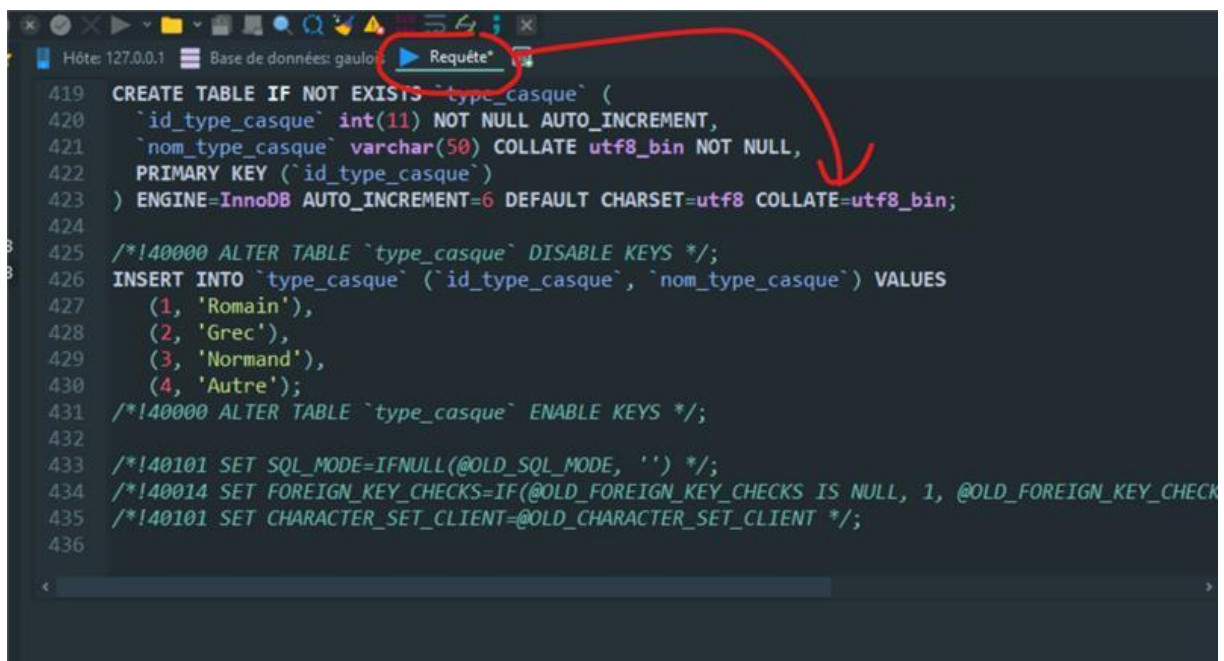 Hôte: 127.0.0.1 Base de données: gaulois Requête*
419 CREATE TABLE IF NOT EXISTS `type_casque` (
420 `id_type_casque` int(11) NOT NULL AUTO_INCREMENT,
421 `nom_type_casque` varchar(50) COLLATE utf8_bin NOT NULL,
422 PRIMARY KEY (`id_type_casque`)
423 ) ENGINE=InnoDB AUTO_INCREMENT=6 DEFAULT CHARSET=utf8 COLLATE=utf8_bin;
424
425 /*!40000 ALTER TABLE `type_casque` DISABLE KEYS */;
426 INSERT INTO `type_casque` (`id_type_casque`, `nom_type_casque`) VALUES
427 (1, 'Romain'),
428 (2, 'Grec'),
429 (3, 'Normand'),
430 (4, 'Autre');
431 /*!40000 ALTER TABLE `type_casque` ENABLE KEYS */;
432
433 /*!40101 SET SQL_MODE=IFNULL(@OLD_SQL_MODE, '') */;
434 /*!40014 SET FOREIGN_KEY_CHECKS=IF(@OLD_FOREIGN_KEY_CHECKS IS NULL, 1, @OLD_FOREIGN_KEY_CHECK
435 /*!40101 SET CHARACTER_SET_CLIENT=@OLD_CHARACTER_SET_CLIENT */;
436